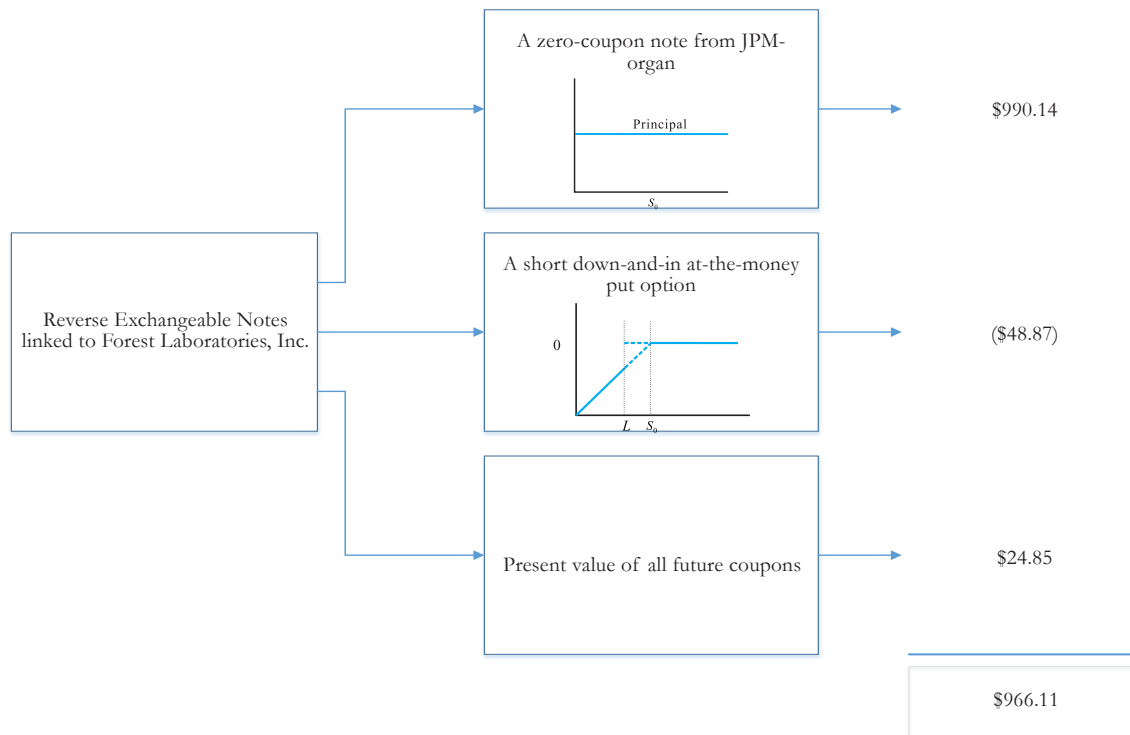 A zero-coupon note from JPM-
organ
Principal
S₀
$990.14
Reverse Exchangeable Notes
linked to Forest Laboratories, Inc.
A short down-and-in at-the-money
put option
0
L S₀
($48.87)
Present value of all future coupons
$24.85
$966.11